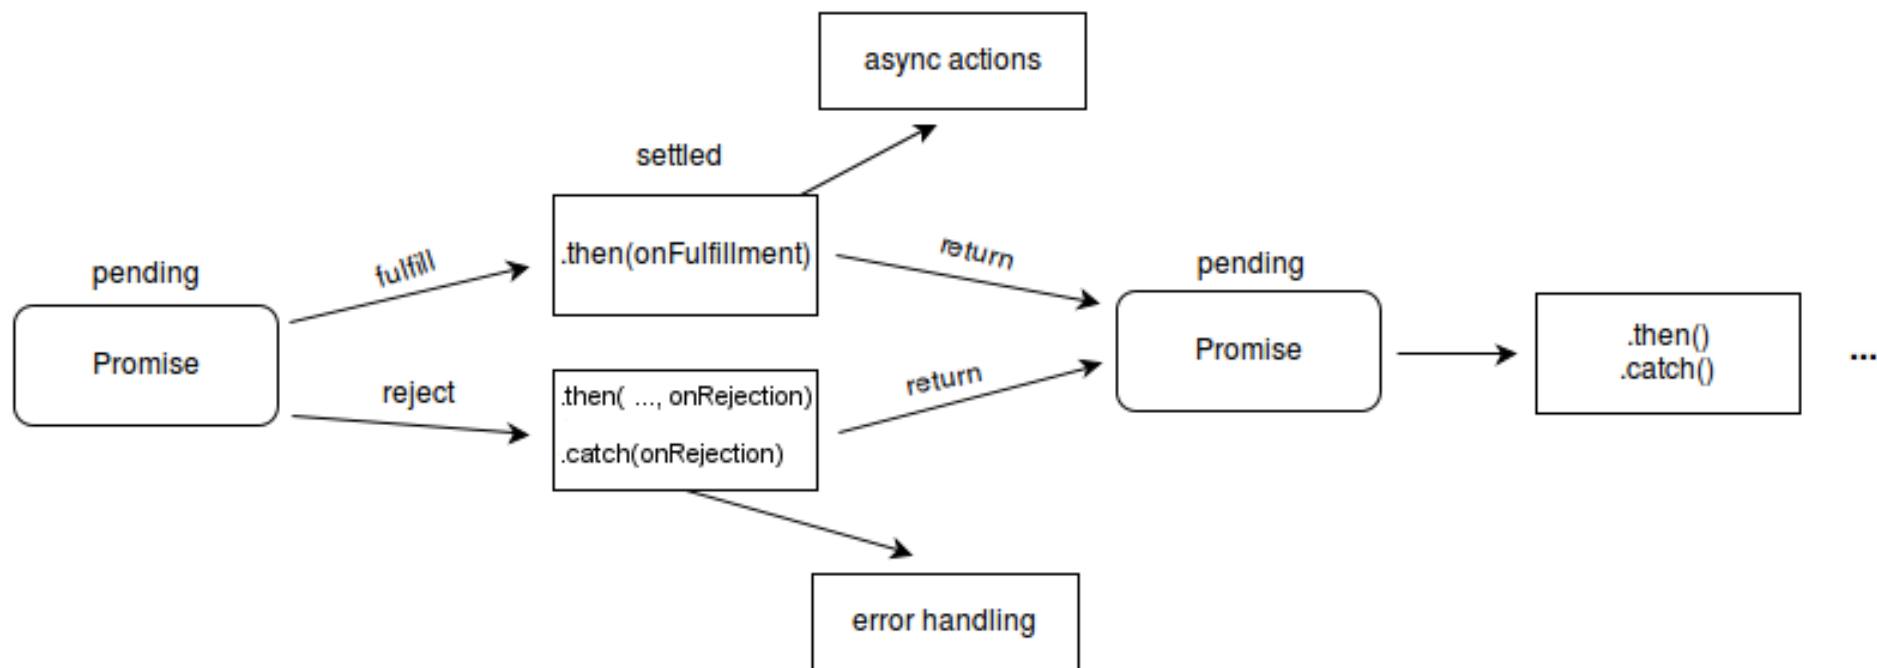 async actions
settled
.then(onFulfillment)
fulfill
return
pending
pending
Promise
Promise
.then()
.catch()
...
reject
.then( ..., onRejection)
.catch(onRejection)
return
error handling